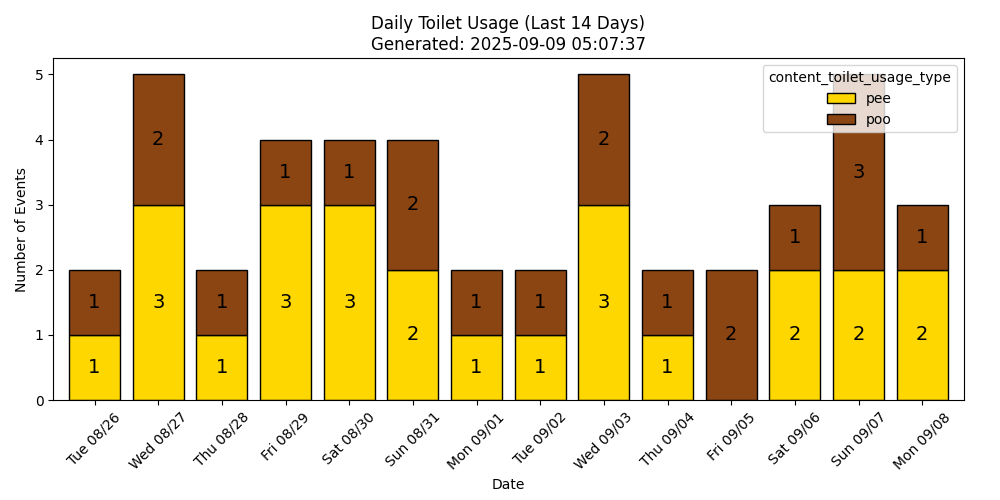 Daily Toilet Usage (Last 14 Days)
Generated: 2025-09-09 05:07:37
content_toilet_usage_type
pee
poo
Number of Events
5
4
3
2
1
0
2
2
1
1
2
2
3
1
1
1
1
1
1
1
1
3
1
3
3
2
1
1
3
1
2
2
2
2
3
1
Tue 08/26
Wed 08/27
Thu 08/28
Fri 08/29
Sat 08/30
Sun 08/31
Mon 09/01
Tue 09/02
Wed 09/03
Thu 09/04
Fri 09/05
Sat 09/06
Sun 09/07
Mon 09/08
Date